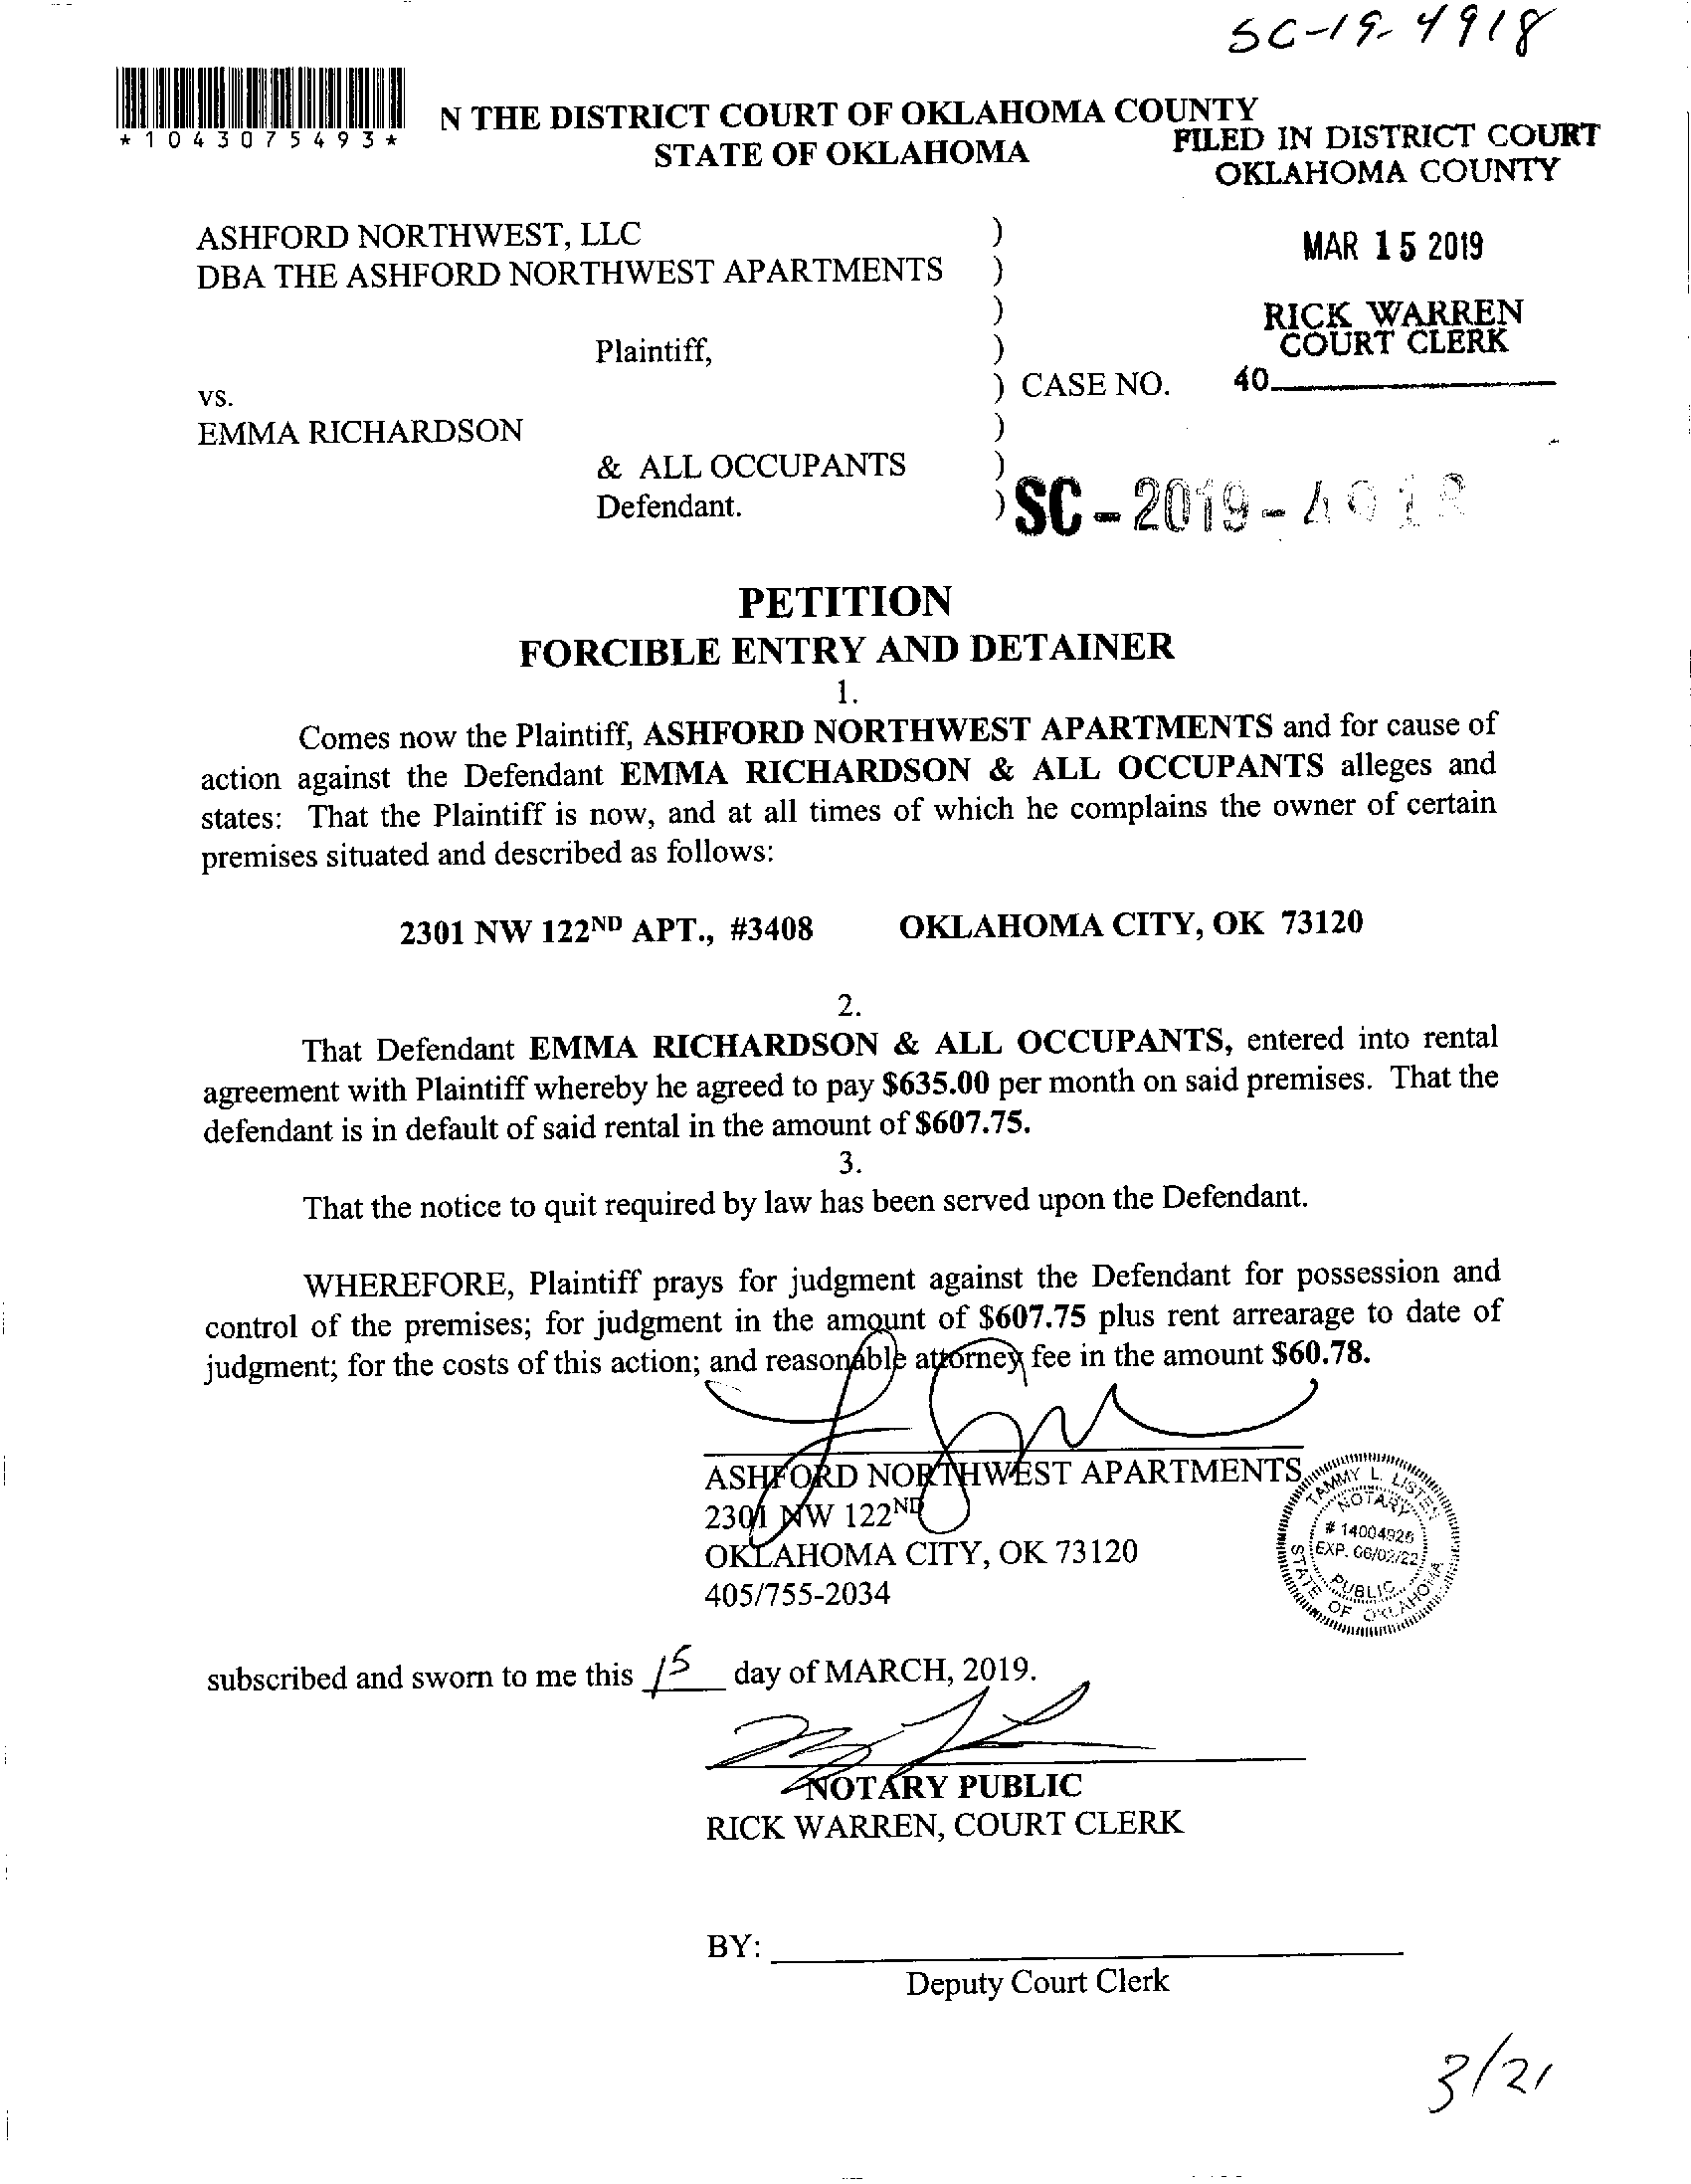 SC-19-4918
*1043075493*
N THE DISTRICT COURT OF OKLAHOMA COUNTY
STATE OF OKLAHOMA
FILED IN DISTRICT COURT
OKLAHOMA COUNTY
MAR 15 2019
RICK WARREN
COURT CLERK
40
ASHFORD NORTHWEST, LLC )
DBA THE ASHFORD NORTHWEST APARTMENTS )
)
Plaintiff, )
vs. ) CASE NO.
EMMA RICHARDSON )
& ALL OCCUPANTS )
Defendant. )
SC-2019-4918
PETITION
FORCIBLE ENTRY AND DETAINER
1.
Comes now the Plaintiff, ASHFORD NORTHWEST APARTMENTS and for cause of
action against the Defendant EMMA RICHARDSON & ALL OCCUPANTS alleges and
states: That the Plaintiff is now, and at all times of which he complains the owner of certain
premises situated and described as follows:
2301 NW 122ND APT., #3408 OKLAHOMA CITY, OK 73120
2.
That Defendant EMMA RICHARDSON & ALL OCCUPANTS, entered into rental
agreement with Plaintiff whereby he agreed to pay $635.00 per month on said premises. That the
defendant is in default of said rental in the amount of $607.75.
3.
That the notice to quit required by law has been served upon the Defendant.
WHEREFORE, Plaintiff prays for judgment against the Defendant for possession and
control of the premises; for judgment in the amount of $607.75 plus rent arrearage to date of
judgment; for the costs of this action; and reasonable attorney fee in the amount $60.78.
ASHFORD NORTHWEST APARTMENTS
2301 NW 122ND
OKLAHOMA CITY, OK 73120
405/755-2034
TAMMY L. LISTEN
NOTARY
# 14004926
EXP. 06/02/22
PUBLIC
STATE OF OKLAHOMA
subscribed and sworn to me this 15 day of MARCH, 2019.
NOTARY PUBLIC
RICK WARREN, COURT CLERK
BY:
Deputy Court Clerk
3/21